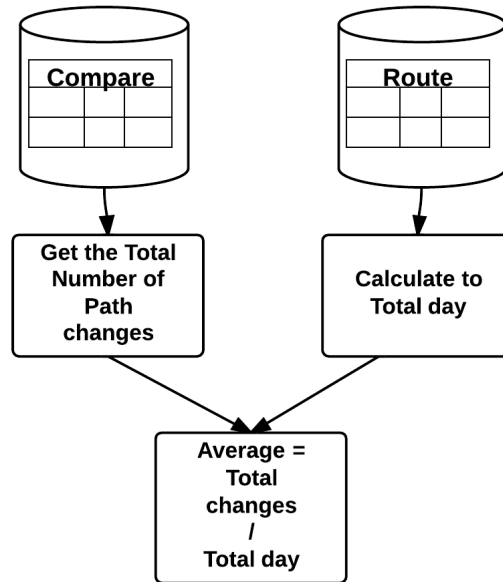 Compare
Route
Get the Total
Number of
Path
changes
Calculate to
Total day
Average =
Total
changes
/
Total day